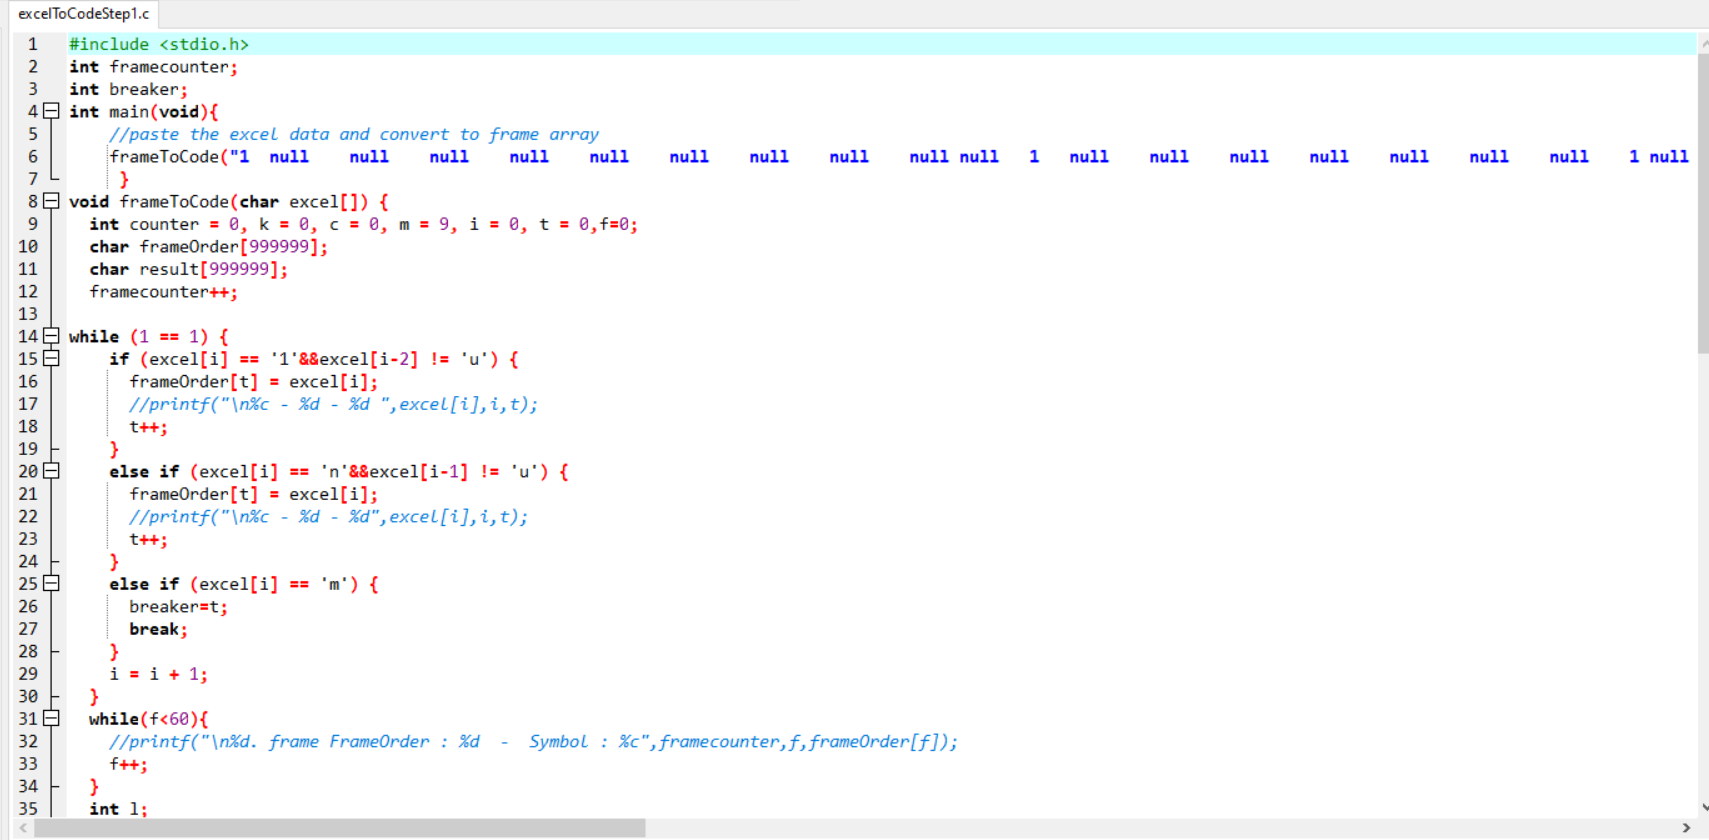 excelToCodeStep1.c
1 #include <stdio.h>
2 int framecounter;
3 int breaker;
4 int main(void){
5 //paste the excel data and convert to frame array
6 frameToCode("1 null null null null null null null null null null 1 null null null null null null null 1 null
7 }
8 void frameToCode(char excel[]) {
9 int counter = 0, k = 0, c = 0, m = 9, i = 0, t = 0,f=0;
10 char frameOrder[999999];
11 char result[999999];
12 framecounter++;
13
14 while (1 == 1) {
15 if (excel[i] == '1'&&excel[i-2] != 'u') {
16 frameOrder[t] = excel[i];
17 //printf("\n%c - %d - %d ",excel[i],i,t);
18 t++;
19 }
20 else if (excel[i] == 'n'&&excel[i-1] != 'u') {
21 frameOrder[t] = excel[i];
22 //printf("\n%c - %d - %d",excel[i],i,t);
23 t++;
24 }
25 else if (excel[i] == 'm') {
26 breaker=t;
27 break;
28 }
29 i = i + 1;
30 }
31 while(f<60){
32 //printf("\n%d. frame FrameOrder : %d - Symbol : %c",framecounter,f,frameOrder[f]);
33 f++;
34 }
35 int l;